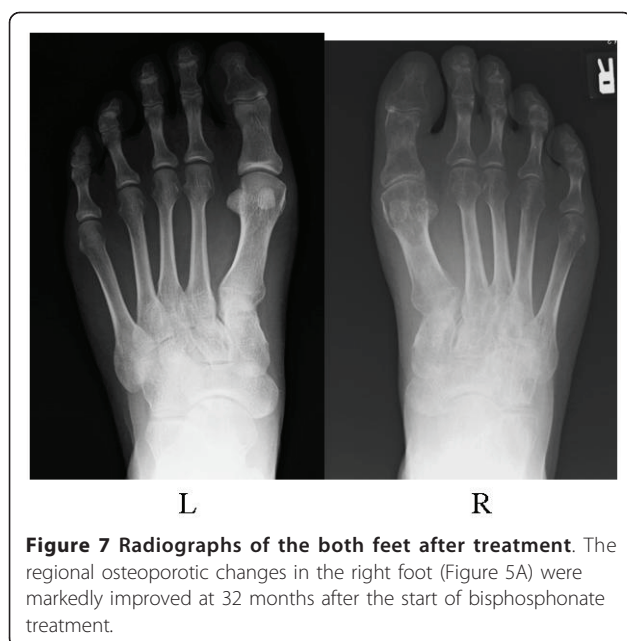 L R
Figure 7 Radiographs of the both feet after treatment. The
regional osteoporotic changes in the right foot (Figure 5A) were
markedly improved at 32 months after the start of bisphosphonate
treatment.